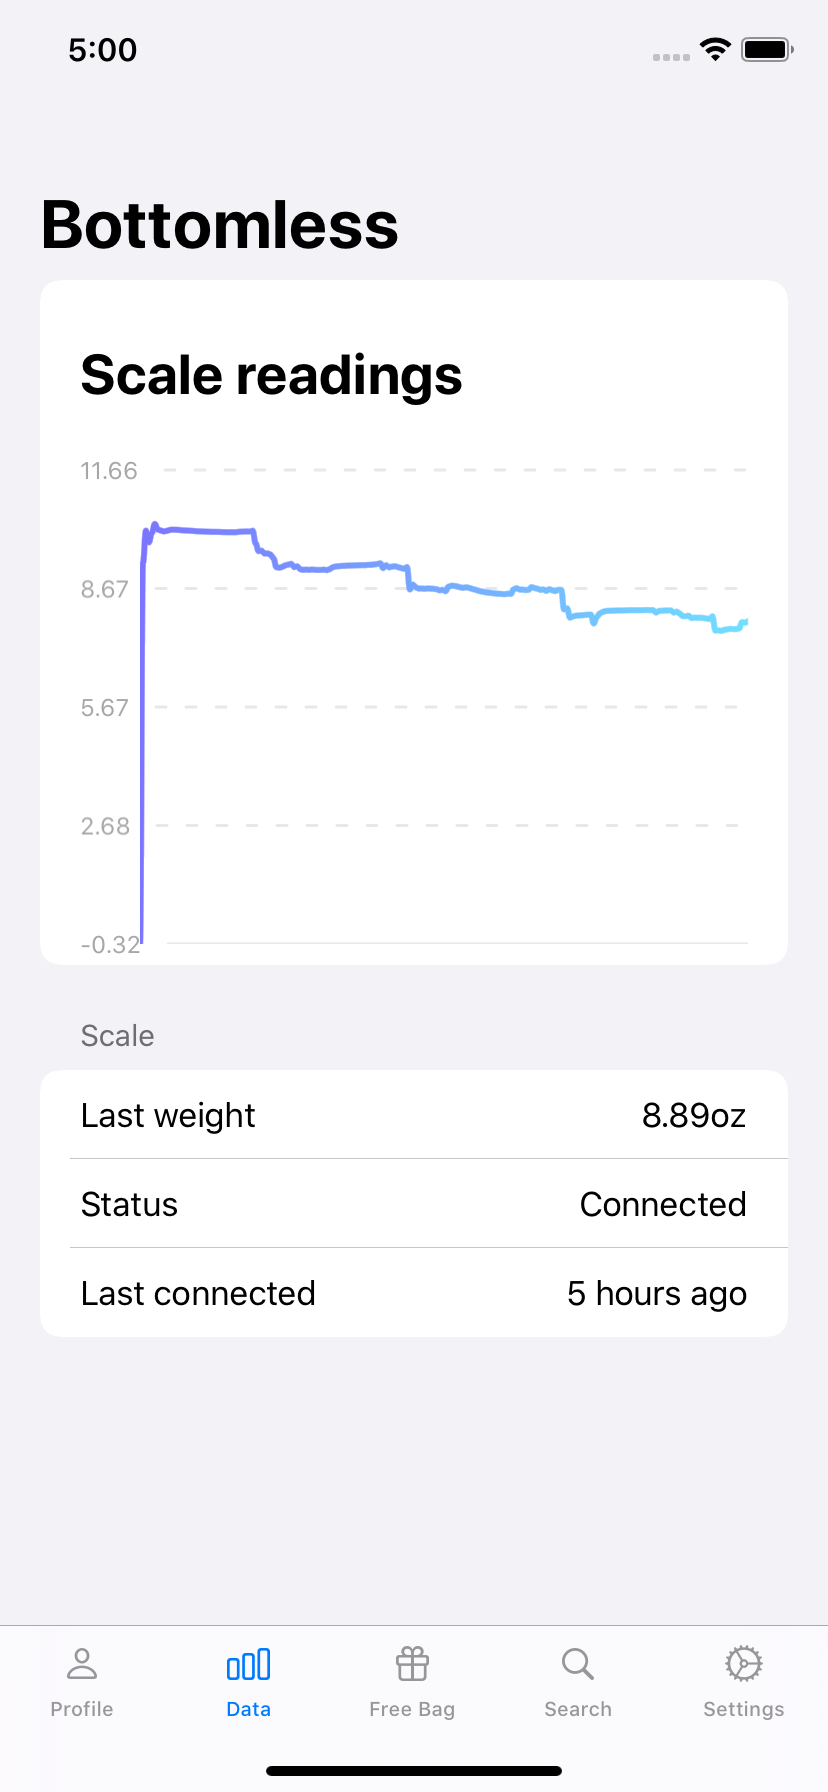 5:00
Bottomless
Scale readings
11.66
8.67
5.67
2.68
-0.32
Scale
Last weight 8.89oz
Status Connected
Last connected 5 hours ago
Profile Data Free Bag Search Settings